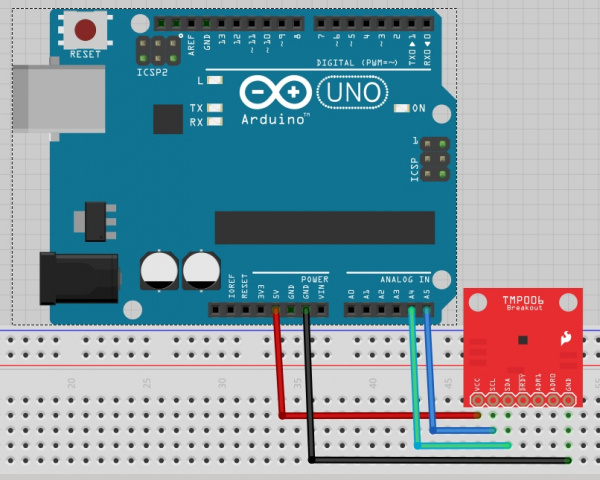 RESET
ICSP2
AREF
GND
13
12
~11
~10
~9
8
7
~6
~5
4
~3
2
TX0▶1
RX0◀0
DIGITAL (PWM=~)
L
TX
RX
UNO
Arduino™
ON
1
ICSP
POWER
ANALOG IN
IOREF
RESET
3V3
5V
GND
GND
VIN
A0
A1
A2
A3
A4
A5
TMP006
Breakout
VCC
SCL
SDA
DRDY
ADR1
ADR0
GND
20
25
30
35
40
45